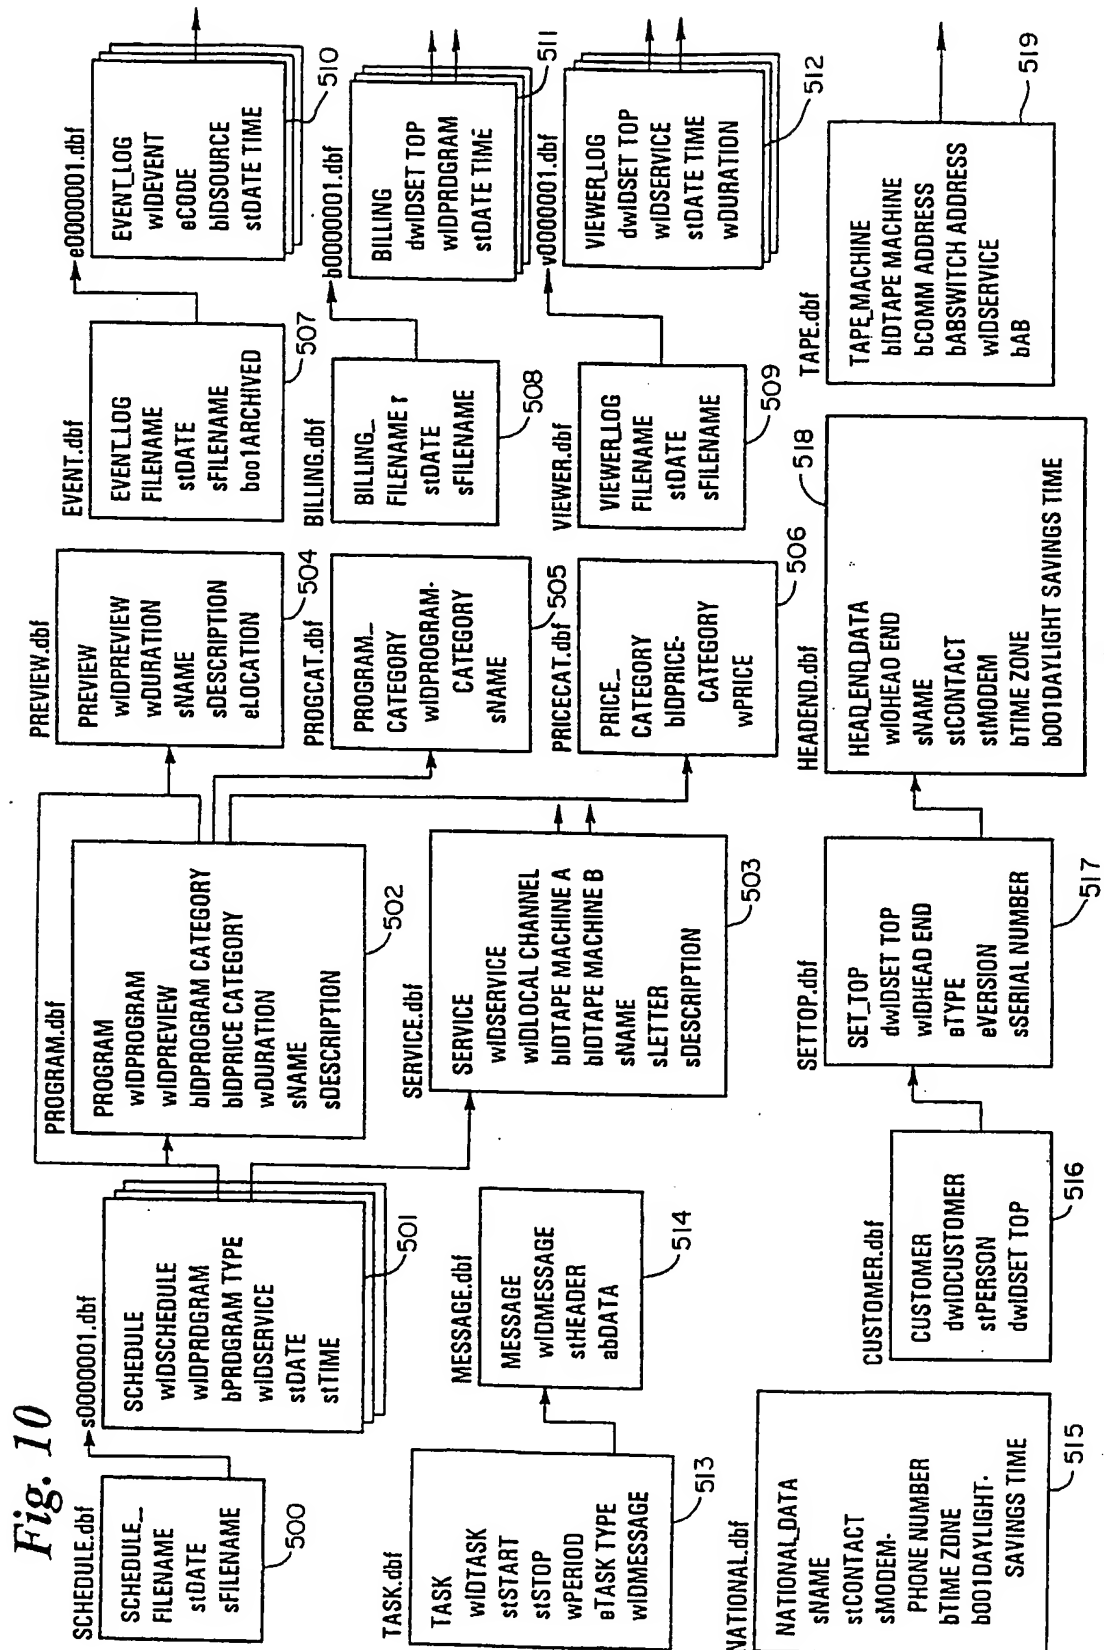 Fig. 10
SCHEDULE.dbf
SCHEDULE_
FILENAME
stDATE
sFILENAME
500
s0000001.dbf
SCHEDULE
wIDSCHEDULE
wIDPRDGRAM
bPRDGRAM TYPE
wIDSERVICE
stDATE
stTIME
501
PROGRAM.dbf
PROGRAM
wIDPROGRAM
wIDPREVIEW
bIDPROGRAM CATEGORY
bIDPRICE CATEGORY
wDURATION
sNAME
sDESCRIPTION
502
SERVICE.dbf
SERVICE
wIDSERVICE
wIDLOCAL CHANNEL
bIDTAPE MACHINE A
bIDTAPE MACHINE B
sNAME
sLETTER
sDESCRIPTION
503
PREVIEW.dbf
PREVIEW
wIDPREVIEW
wDURATION
sNAME
sDESCRIPTION
eLOCATION
504
PROGCAT.dbf
PROGRAM_
CATEGORY
wIDPROGRAM-
CATEGORY
sNAME
505
PRICECAT.dbf
PRICE_
CATEGORY
bIDPRICE-
CATEGORY
wPRICE
506
EVENT.dbf
EVENT_LOG
FILENAME
stDATE
sFILENAME
boo1ARCHIVED
507
BILLING.dbf
BILLING_
FILENAME r
stDATE
sFILENAME
508
VIEWER.dbf
VIEWER_LOG
FILENAME
stDATE
sFILENAME
509
e0000001.dbf
EVENT_LOG
wIDEVENT
eCODE
bIDSOURCE
stDATE TIME
510
b0000001.dbf
BILLING
dwIDSET TOP
wIDPRDGRAM
stDATE TIME
511
v0000001.dbf
VIEWER_LOG
dwIDSET TOP
wIDSERVICE
stDATE TIME
wDURATION
512
TASK.dbf
TASK
wIDTASK
stSTART
stSTOP
wPERIOD
eTASK TYPE
wIDMESSAGE
513
MESSAGE.dbf
MESSAGE
wIDMESSAGE
stHEADER
abDATA
514
NATIONAL.dbf
NATIONAL_DATA
sNAME
stCONTACT
sMODEM-
PHONE NUMBER
bTIME ZONE
b001DAYLIGHT-
SAVINGS TIME
515
CUSTOMER.dbf
CUSTOMER
dwIDCUSTOMER
stPERSON
dwIDSET TOP
516
SETTOP.dbf
SET_TOP
dwIDSET TOP
wIDHEAD END
eTYPE
eVERSION
sSERIAL NUMBER
517
HEADEND.dbf
HEAD_END_DATA
wIOHEAO END
sNAME
stCONTACT
stMODEM
bTIME ZONE
b001DAYLIGHT SAVINGS TIME
518
TAPE.dbf
TAPE_MACHINE
bIDTAPE MACHINE
bCOMM ADDRESS
bABSWITCH ADDRESS
wIDSERVICE
bAB
519